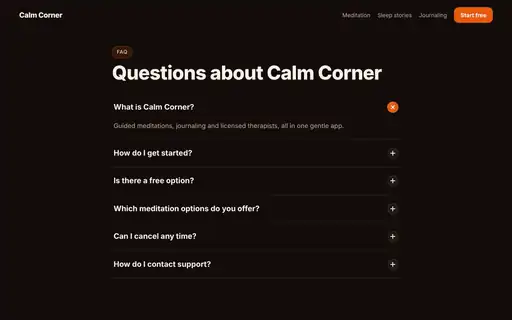 Calm Corner
Meditation Sleep stories Journaling Start free
FAQ
Questions about Calm Corner
What is Calm Corner?
Guided meditations, journaling and licensed therapists, all in one gentle app.
How do I get started?
Is there a free option?
Which meditation options do you offer?
Can I cancel any time?
How do I contact support?